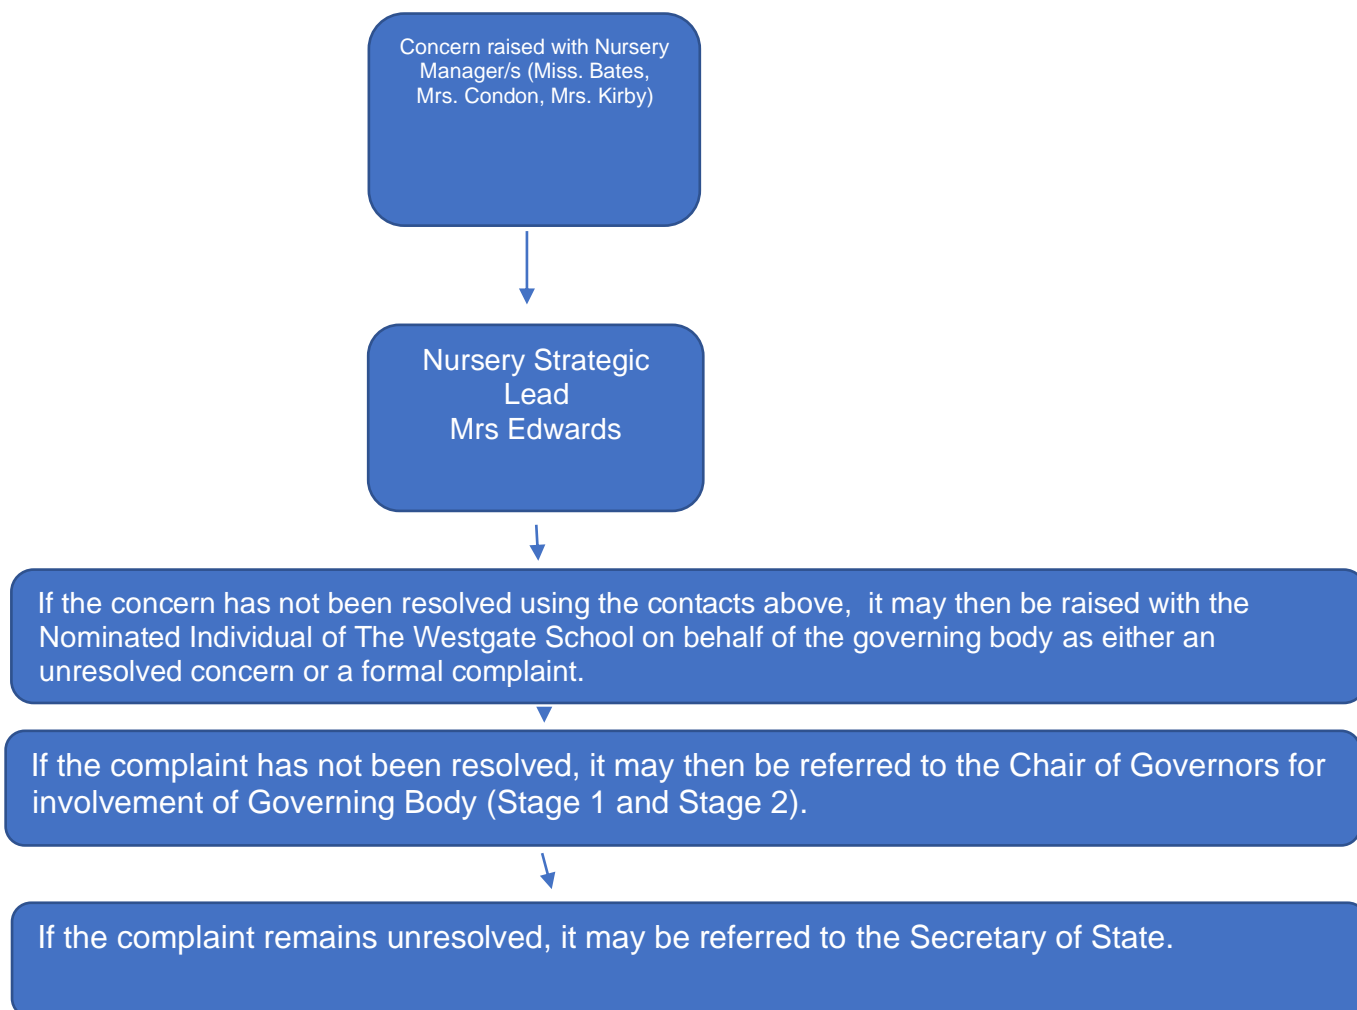 Concern raised with Nursery
Manager/s (Miss. Bates,
Mrs. Condon, Mrs. Kirby)
Nursery Strategic
Lead
Mrs Edwards
If the concern has not been resolved using the contacts above,  it may then be raised with the
Nominated Individual of The Westgate School on behalf of the governing body as either an
unresolved concern or a formal complaint.
If the complaint has not been resolved, it may then be referred to the Chair of Governors for
involvement of Governing Body (Stage 1 and Stage 2).
If the complaint remains unresolved, it may be referred to the Secretary of State.